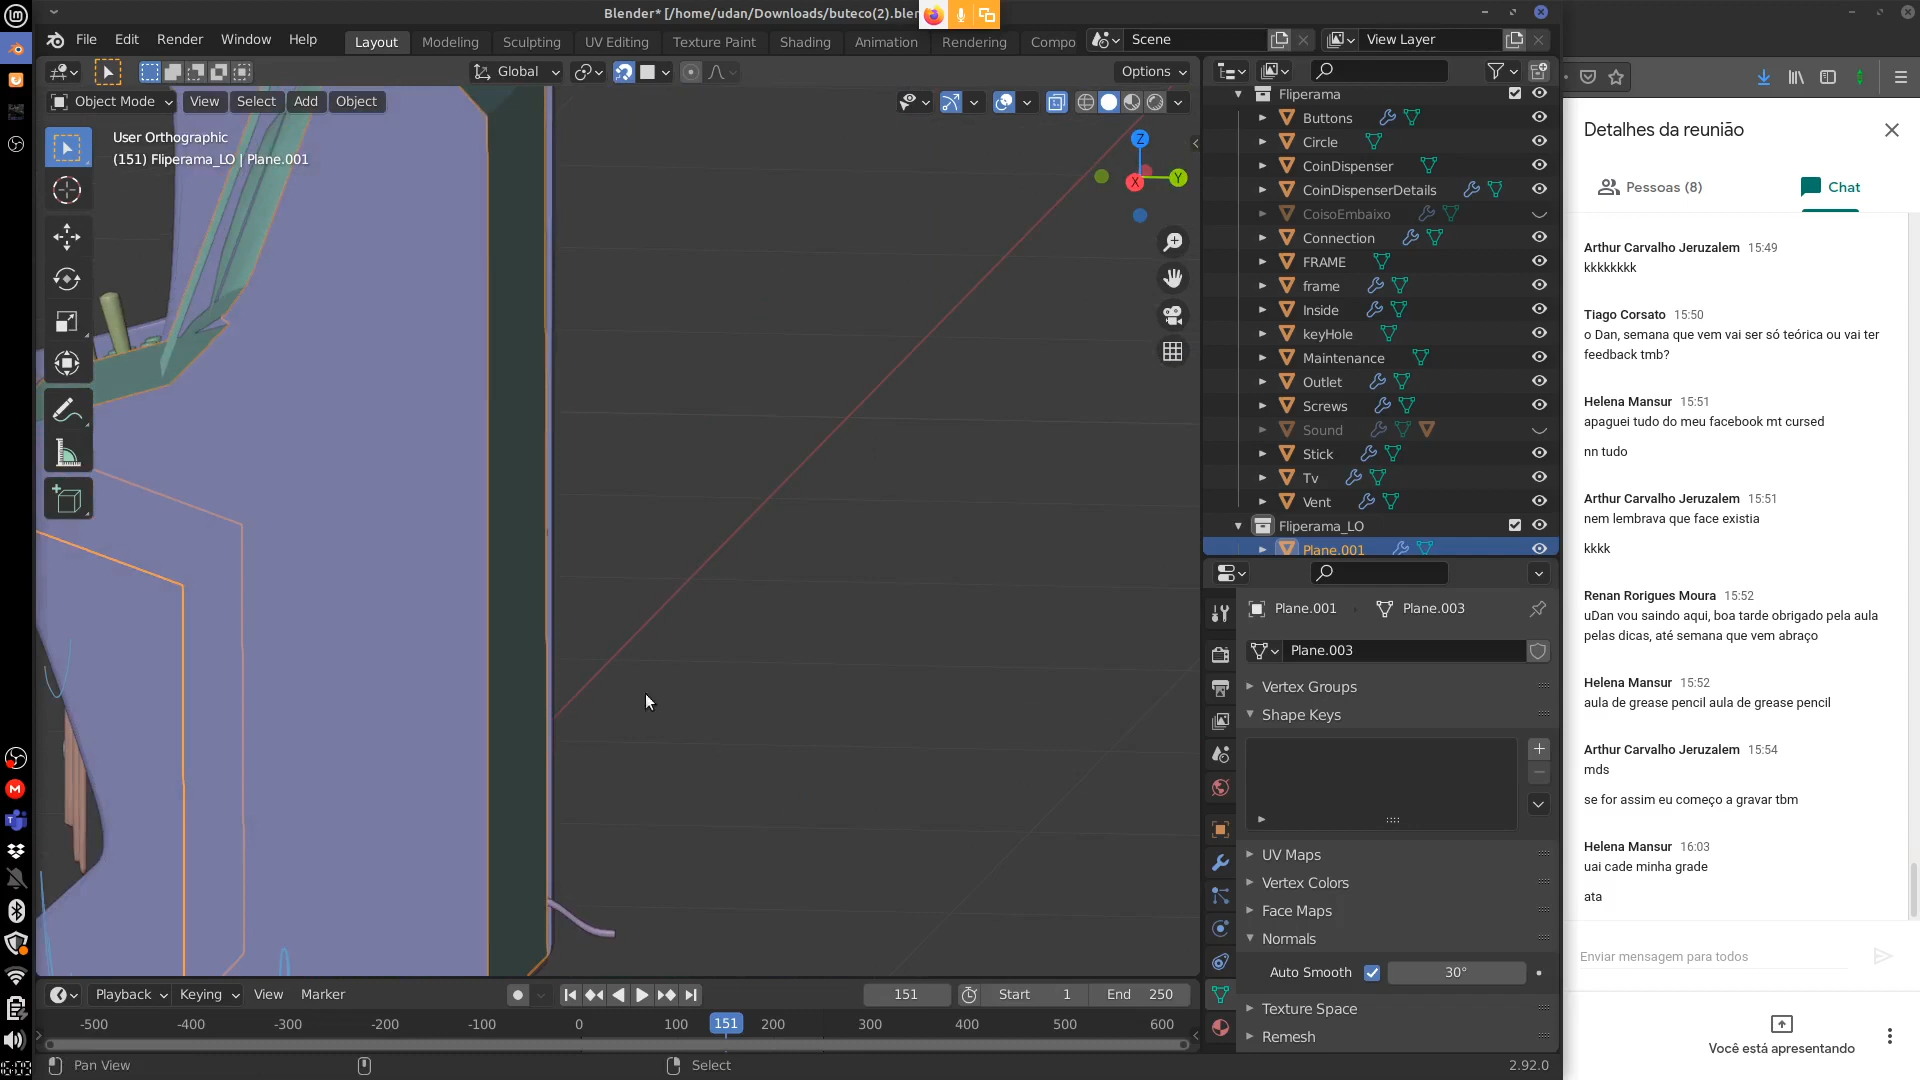 Blender* [/home/udan/Downloads/buteco(2).blen
File Edit Render Window Help
Layout Modeling Sculpting UV Editing Texture Paint Shading Animation Rendering Compo
Scene
View Layer
Global
Options
Object Mode View Select Add Object
User Orthographic
(151) Fliperama_LO | Plane.001
Z
X
Y
Fliperama
Buttons
Circle
CoinDispenser
CoinDispenserDetails
CoisoEmbaixo
Connection
FRAME
frame
Inside
keyHole
Maintenance
Outlet
Screws
Sound
Stick
Tv
Vent
Fliperama_LO
Plane.001
Plane.001 Plane.003
Plane.003
Vertex Groups
Shape Keys
UV Maps
Vertex Colors
Face Maps
Normals
Auto Smooth 30°
Texture Space
Remesh
Playback Keying View Marker
151 Start 1 End 250
-500 -400 -300 -200 -100 0 100 151 200 300 400 500 600
Pan View
Select
2.92.0
16:09
Detalhes da reunião
Pessoas (8)
Chat
Arthur Carvalho Jeruzalem 15:49
kkkkkkkk
Tiago Corsato 15:50
o Dan, semana que vem vai ser só teórica ou vai ter
feedback tmb?
Helena Mansur 15:51
apaguei tudo do meu facebook mt cursed
nn tudo
Arthur Carvalho Jeruzalem 15:51
nem lembrava que face existia
kkkk
Renan Rorigues Moura 15:52
uDan vou saindo aqui, boa tarde obrigado pela aula
pelas dicas, até semana que vem abraço
Helena Mansur 15:52
aula de grease pencil aula de grease pencil
Arthur Carvalho Jeruzalem 15:54
mds
se for assim eu começo a gravar tbm
Helena Mansur 16:03
uai cade minha grade
ata
Enviar mensagem para todos
Você está apresentando